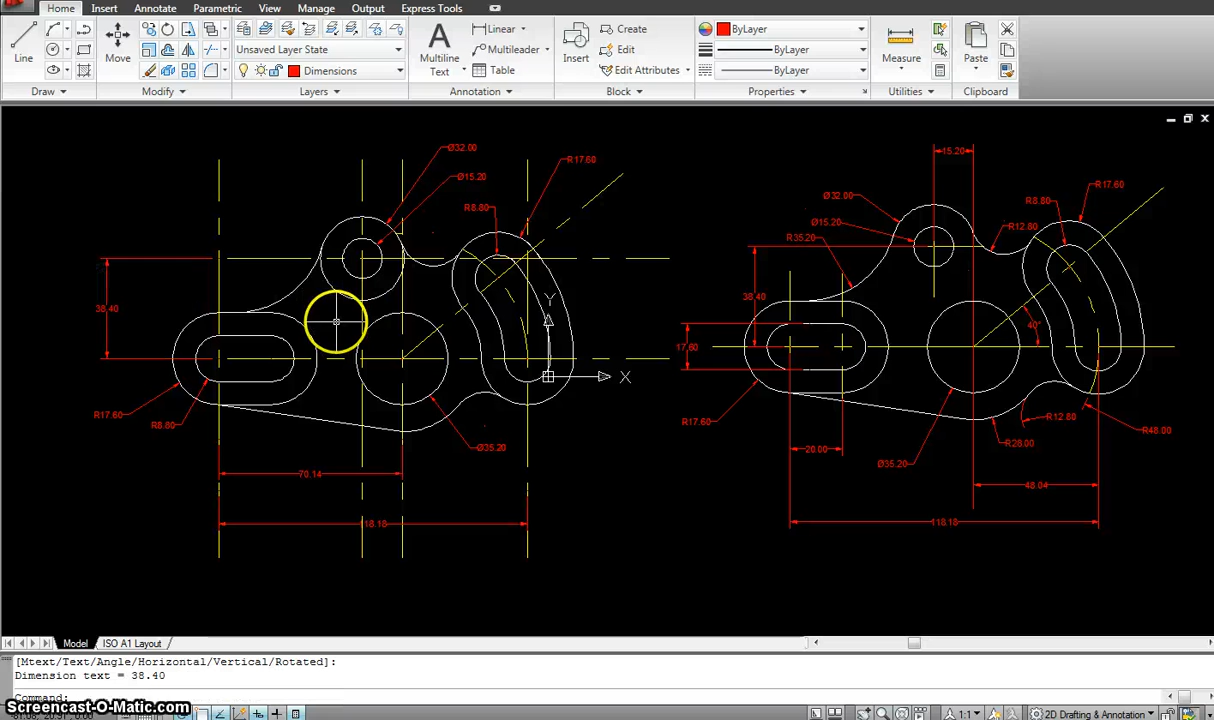 Home Insert Annotate Parametric View Manage Output Express Tools
Line
Move
Unsaved Layer State
Dimensions
Multiline
Text
Linear
Multileader
Table
Insert
Create
Edit
Edit Attributes
ByLayer
ByLayer
ByLayer
Measure
Paste
Draw Modify Layers Annotation Block Properties Utilities Clipboard
Ø32.00
R17.60
Ø15.20
R8.80
38.40
Y
X
R17.60
R8.80
Ø35.20
70.14
118.18
15.20
R17.60
Ø32.00
R8.80
Ø15.20
R12.80
R35.20
38.40
40°
17.60
R17.60
R12.80
R48.00
R28.00
20.00
Ø35.20
48.04
118.18
Model ISO A1 Layout
[Mtext/Text/Angle/Horizontal/Vertical/Rotated]:
Dimension text = 38.40
Command:
Screencast-O-Matic.com
1:1
2D Drafting & Annotation